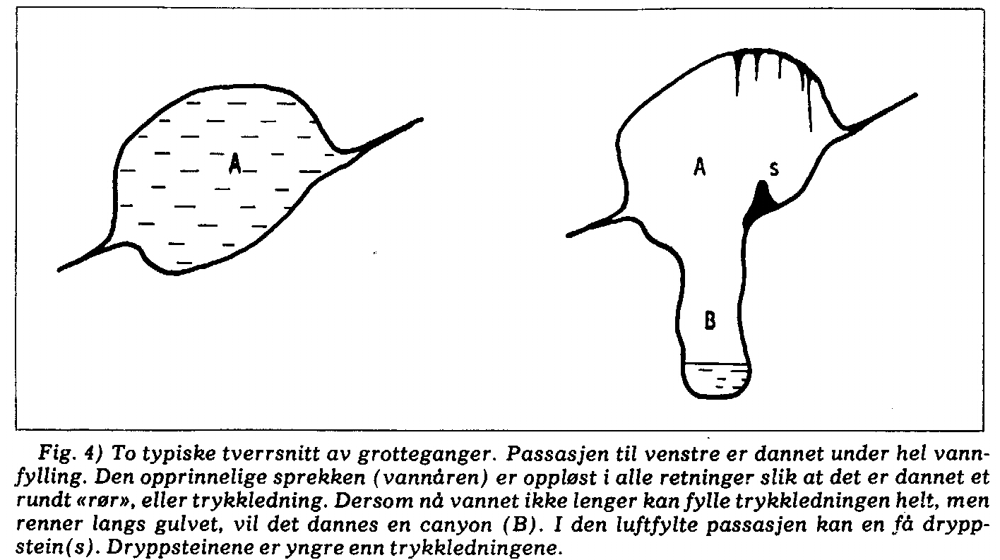 A
A
s
B
Fig. 4) To typiske tverrsnitt av grotteganger. Passasjen til venstre er dannet under hel vann-
fylling. Den opprinnelige sprekken (vannåren) er oppløst i alle retninger slik at det er dannet et
rundt «rør», eller trykkledning. Dersom nå vannet ikke lenger kan fylle trykkledningen helt, men
renner langs gulvet, vil det dannes en canyon (B). I den luftfylte passasjen kan en få drypp-
stein(s). Dryppsteinene er yngre enn trykkledningene.